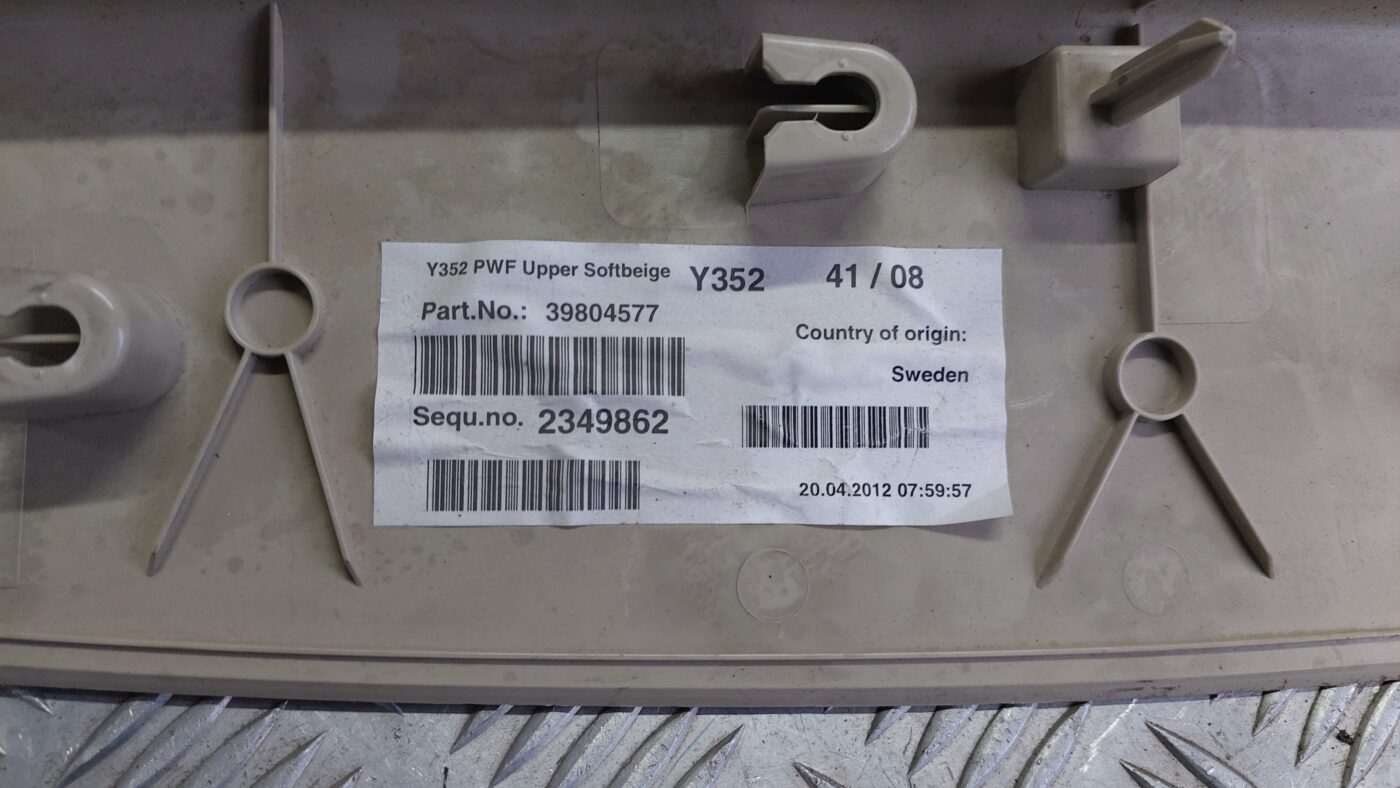 Y352 PWF Upper Softbeige Y352 41 / 08
Part.No.: 39804577
Country of origin:
Sweden
Sequ.no. 2349862
20.04.2012 07:59:57